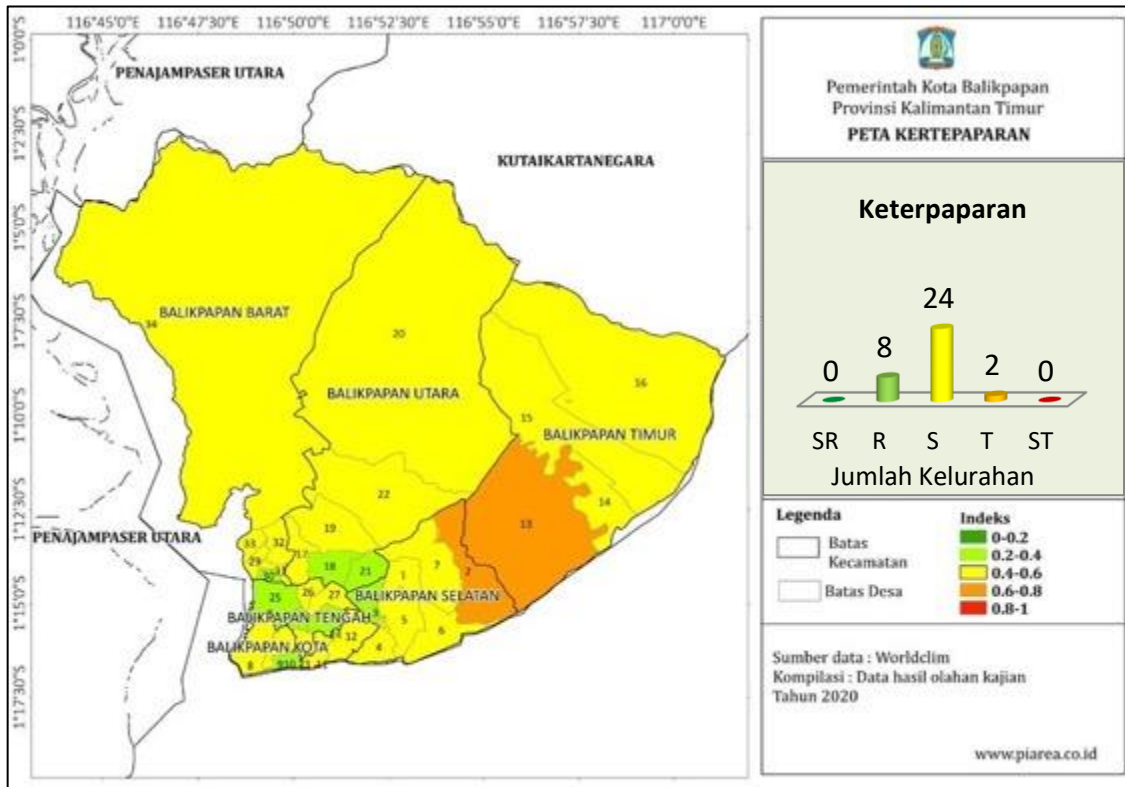 116°45'0"E 116°47'30"E 116°50'0"E 116°52'30"E 116°55'0"E 116°57'30"E 117°0'0"E
1°0'0"S
1°2'30"S
1°5'0"S
1°7'30"S
1°10'0"S
1°12'30"S
1°15'0"S
1°17'30"S
PENAJAMPASER UTARA
KUTAIKARTANEGARA
BALIKPAPAN BARAT
34
20
BALIKPAPAN UTARA
16
15
BALIKPAPAN TIMUR
22
14
13
19
PENAJAMPASER UTARA
33 32
29
17
18 21
1 7 2
25 26 27
BALIKPAPAN SELATAN
3
BALIKPAPAN TENGAH
5
6
12
BALIKPAPAN KOTA
4
8
9 10
Pemerintah Kota Balikpapan
Provinsi Kalimantan Timur
PETA KERTEPAPARAN
Keterpaparan
0 8 24 2 0
SR R S T ST
Jumlah Kelurahan
Legenda
Batas
Kecamatan
Batas Desa
Indeks
0-0.2
0.2-0.4
0.4-0.6
0.6-0.8
0.8-1
Sumber data : Worldclim
Kompilasi : Data hasil olahan kajian
Tahun 2020
www.piarea.co.id